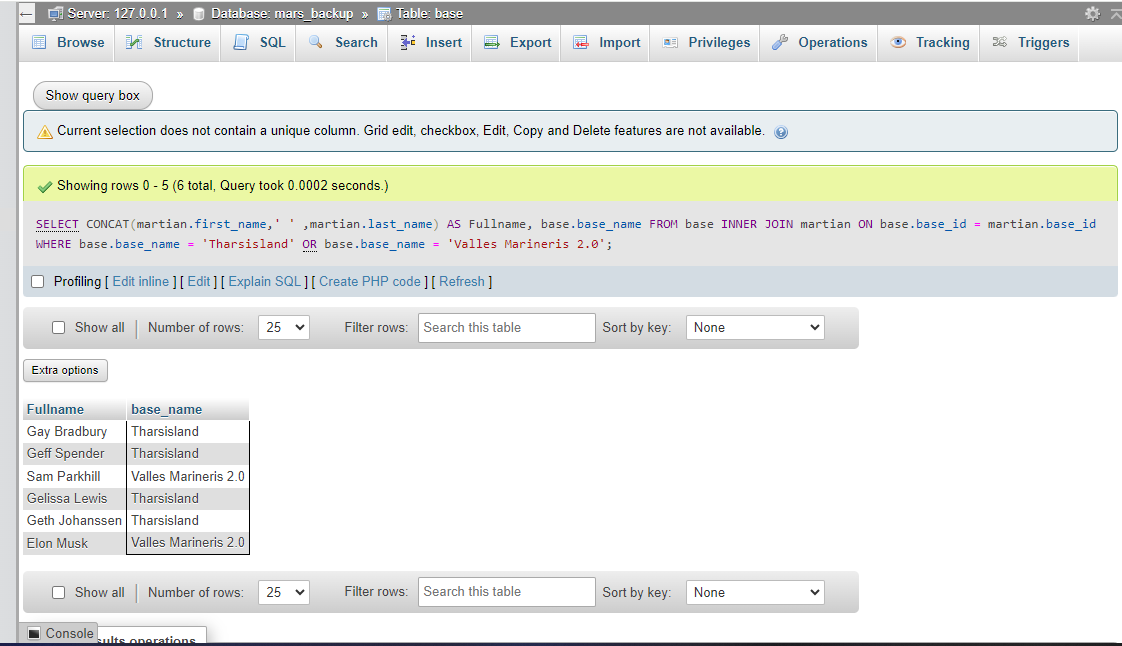 Server: 127.0.0.1 » Database: mars_backup » Table: base
Browse Structure SQL Search Insert Export Import Privileges Operations Tracking Triggers
Show query box
Current selection does not contain a unique column. Grid edit, checkbox, Edit, Copy and Delete features are not available.
Showing rows 0 - 5 (6 total, Query took 0.0002 seconds.)
SELECT CONCAT(martian.first_name,' ' ,martian.last_name) AS Fullname, base.base_name FROM base INNER JOIN martian ON base.base_id = martian.base_id
WHERE base.base_name = 'Tharsisland' OR base.base_name = 'Valles Marineris 2.0';
Profiling [ Edit inline ] [ Edit ] [ Explain SQL ] [ Create PHP code ] [ Refresh ]
Show all | Number of rows: 25 Filter rows: Search this table Sort by key: None
Extra options
Fullname base_name
Gay Bradbury Tharsisland
Geff Spender Tharsisland
Sam Parkhill Valles Marineris 2.0
Gelissa Lewis Tharsisland
Geth Johanssen Tharsisland
Elon Musk Valles Marineris 2.0
Show all | Number of rows: 25 Filter rows: Search this table Sort by key: None
Console operations